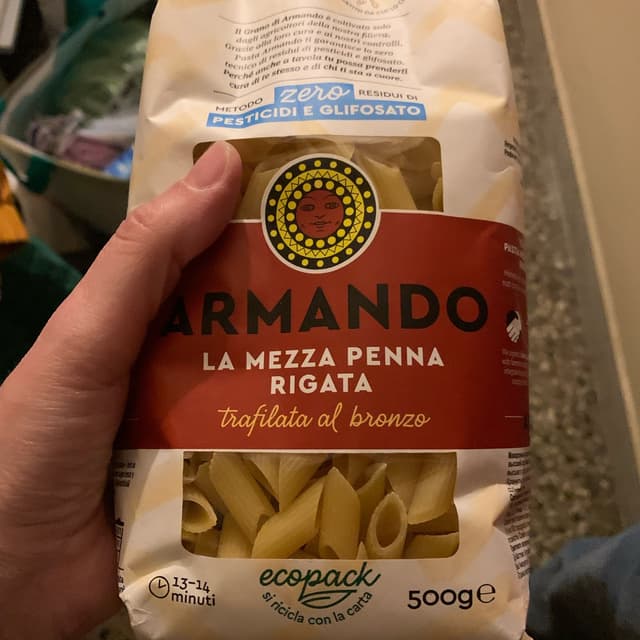 Il Grano di Armando è coltivato solo
dagli agricoltori della nostra filiera.
Grazie alla loro cura e ai nostri controlli,
Pasta Armando ti garantisce lo zero
tecnico di residui di pesticidi e glifosato.
Perché anche a tavola tu possa prenderti
cura di te stesso e di chi ti sta a cuore.
METODO zero RESIDUI DI
PESTICIDI E GLIFOSATO
ARMANDO
LA MEZZA PENNA
RIGATA
trafilata al bronzo
13-14
minuti
ecopack
si ricicla con la carta
500g e